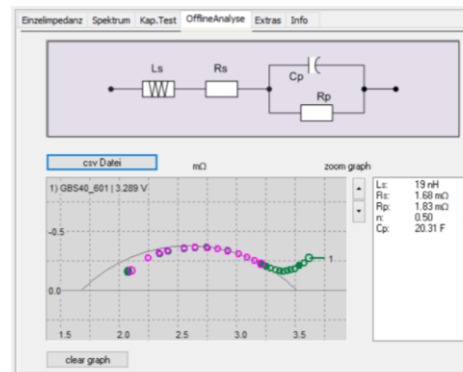 Einzelimpedanz Spektrum Kap.Test OfflineAnalyse Extras Info
Ls Rs Cp
Rp
csv Datei mΩ zoom graph
1) GBS40_601 | 3.289 V
-0.5
0.0
1
1.5 2.0 2.5 3.0 3.5
Ls: 19 nH
Rs: 1.68 mΩ
Rp: 1.83 mΩ
n: 0.50
Cp: 20.31 F
clear graph